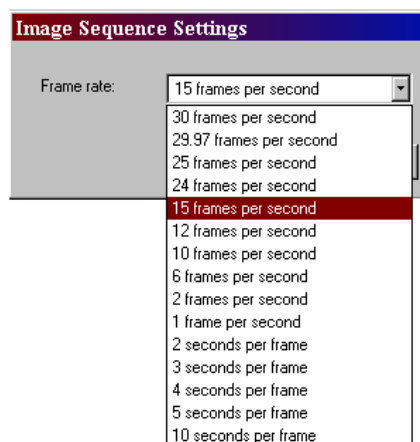 Image Sequence Settings
Frame rate: 15 frames per second
30 frames per second
29.97 frames per second
25 frames per second
24 frames per second
15 frames per second
12 frames per second
10 frames per second
6 frames per second
2 frames per second
1 frame per second
2 seconds per frame
3 seconds per frame
4 seconds per frame
5 seconds per frame
10 seconds per frame